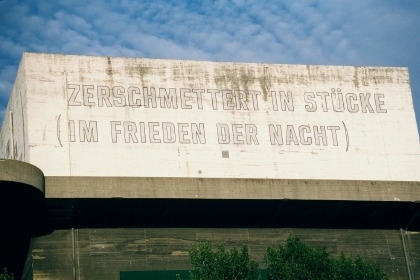 ZERSCHMETTERT IN STÜCKE
(IM FRIEDEN DER NACHT)